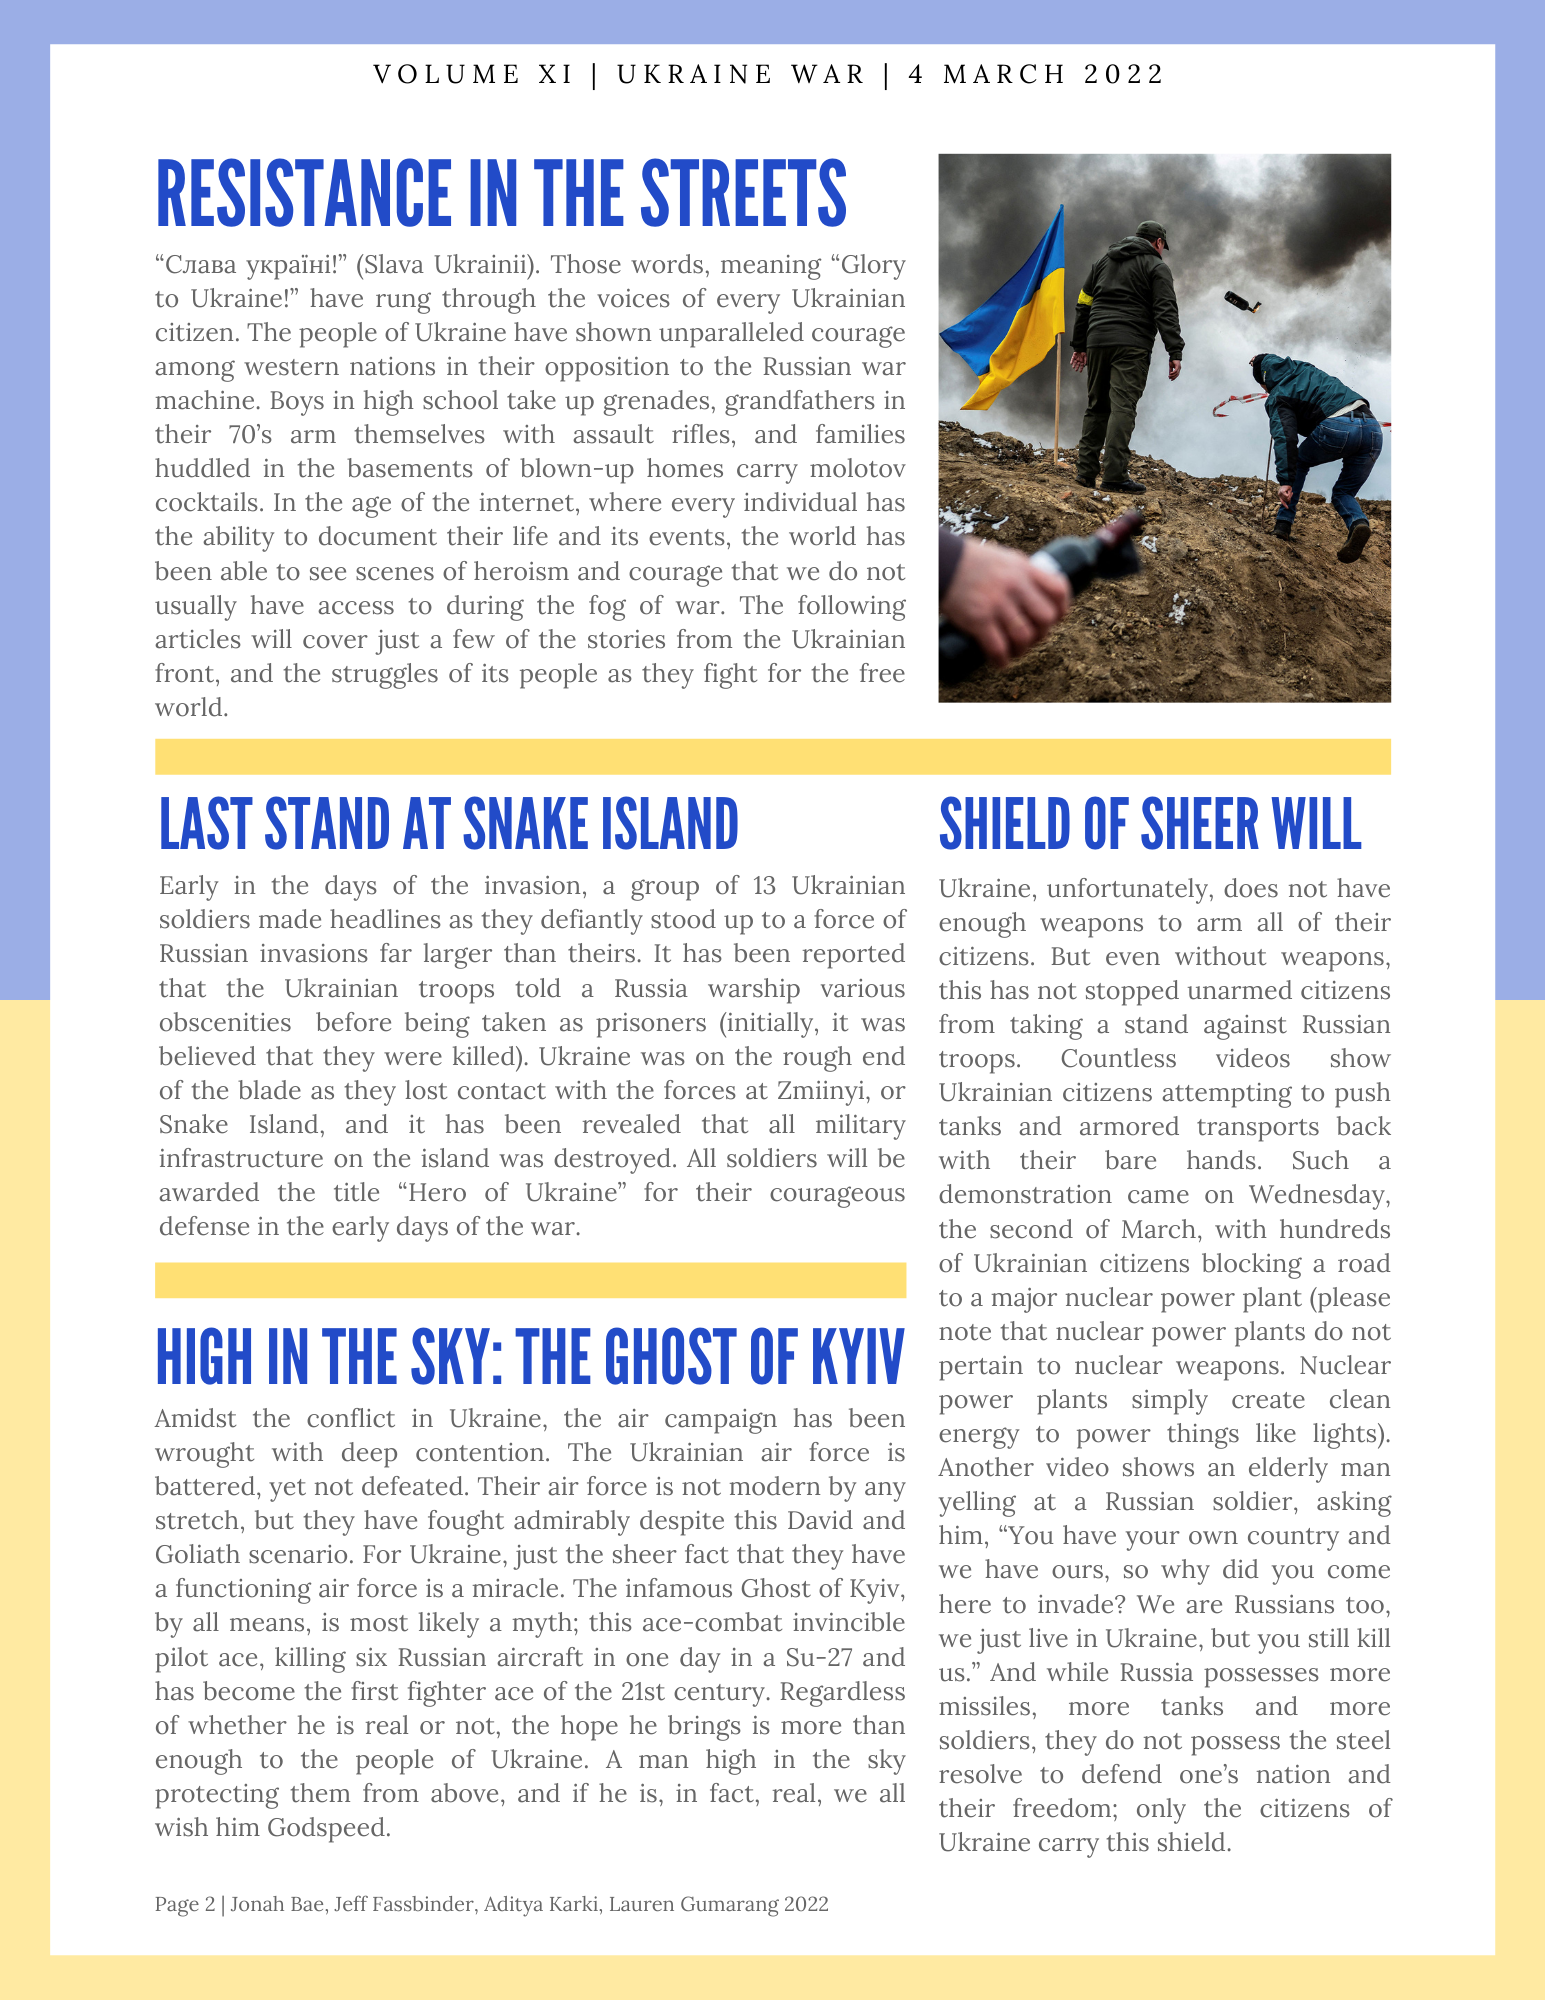 VOLUME XI | UKRAINE WAR | 4 MARCH 2022
RESISTANCE IN THE STREETS
“Слава україні!” (Slava Ukrainii). Those words, meaning “Glory
to Ukraine!” have rung through the voices of every Ukrainian
citizen. The people of Ukraine have shown unparalleled courage
among western nations in their opposition to the Russian war
machine. Boys in high school take up grenades, grandfathers in
their 70’s arm themselves with assault rifles, and families
huddled in the basements of blown-up homes carry molotov
cocktails. In the age of the internet, where every individual has
the ability to document their life and its events, the world has
been able to see scenes of heroism and courage that we do not
usually have access to during the fog of war. The following
articles will cover just a few of the stories from the Ukrainian
front, and the struggles of its people as they fight for the free
world.
LAST STAND AT SNAKE ISLAND
Early in the days of the invasion, a group of 13 Ukrainian
soldiers made headlines as they defiantly stood up to a force of
Russian invasions far larger than theirs. It has been reported
that the Ukrainian troops told a Russia warship various
obscenities before being taken as prisoners (initially, it was
believed that they were killed). Ukraine was on the rough end
of the blade as they lost contact with the forces at Zmiinyi, or
Snake Island, and it has been revealed that all military
infrastructure on the island was destroyed. All soldiers will be
awarded the title “Hero of Ukraine” for their courageous
defense in the early days of the war.
HIGH IN THE SKY: THE GHOST OF KYIV
Amidst the conflict in Ukraine, the air campaign has been
wrought with deep contention. The Ukrainian air force is
battered, yet not defeated. Their air force is not modern by any
stretch, but they have fought admirably despite this David and
Goliath scenario. For Ukraine, just the sheer fact that they have
a functioning air force is a miracle. The infamous Ghost of Kyiv,
by all means, is most likely a myth; this ace-combat invincible
pilot ace, killing six Russian aircraft in one day in a Su-27 and
has become the first fighter ace of the 21st century. Regardless
of whether he is real or not, the hope he brings is more than
enough to the people of Ukraine. A man high in the sky
protecting them from above, and if he is, in fact, real, we all
wish him Godspeed.
SHIELD OF SHEER WILL
Ukraine, unfortunately, does not have
enough weapons to arm all of their
citizens. But even without weapons,
this has not stopped unarmed citizens
from taking a stand against Russian
troops. Countless videos show
Ukrainian citizens attempting to push
tanks and armored transports back
with their bare hands. Such a
demonstration came on Wednesday,
the second of March, with hundreds
of Ukrainian citizens blocking a road
to a major nuclear power plant (please
note that nuclear power plants do not
pertain to nuclear weapons. Nuclear
power plants simply create clean
energy to power things like lights).
Another video shows an elderly man
yelling at a Russian soldier, asking
him, “You have your own country and
we have ours, so why did you come
here to invade? We are Russians too,
we just live in Ukraine, but you still kill
us.” And while Russia possesses more
missiles, more tanks and more
soldiers, they do not possess the steel
resolve to defend one’s nation and
their freedom; only the citizens of
Ukraine carry this shield.
Page 2 | Jonah Bae, Jeff Fassbinder, Aditya Karki, Lauren Gumarang 2022